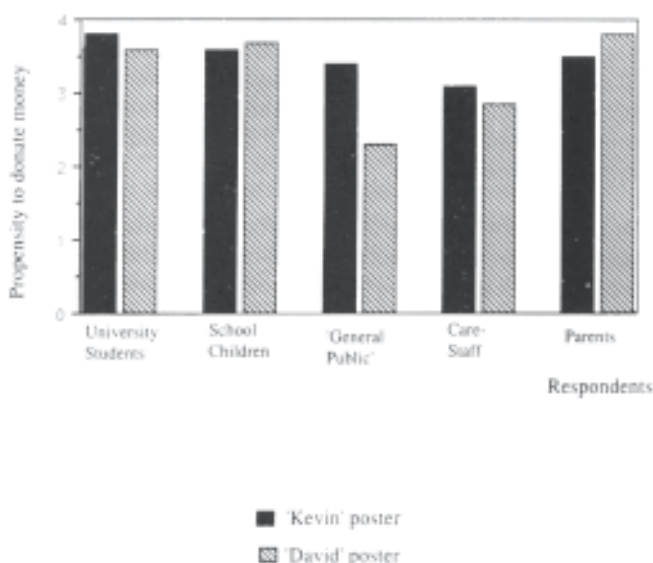 Propensity to donate money
4
3
2
1
0
University
Students
School
Children
'General
Public'
Care-
Staff
Parents
Respondents
'Kevin' poster
'David' poster